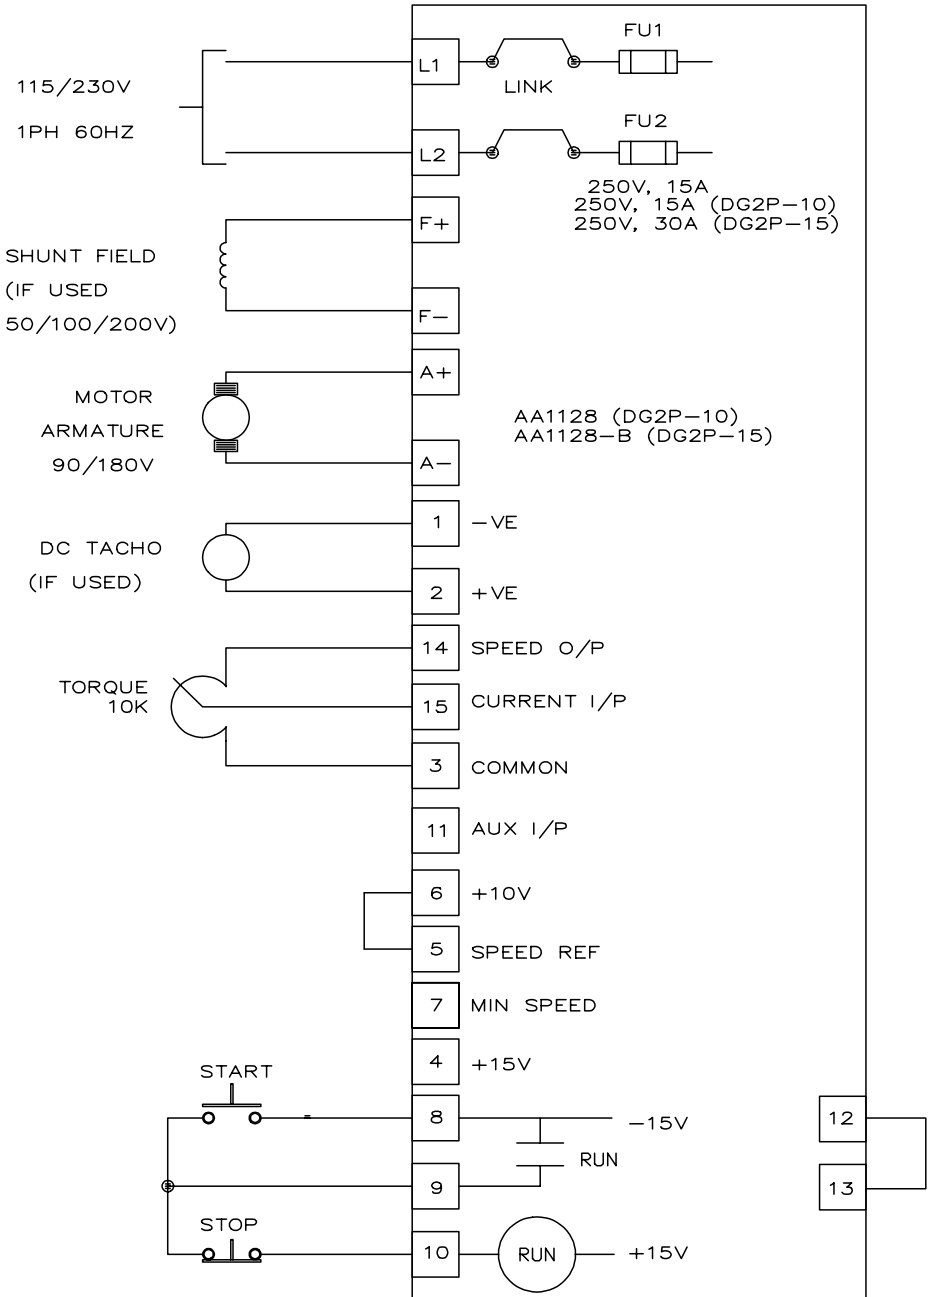 FU1
L1
LINK
115/230V
1PH 60HZ
FU2
L2
250V, 15A
250V, 15A (DG2P-10)
250V, 30A (DG2P-15)
F+
SHUNT FIELD
(IF USED
50/100/200V)
F-
A+
MOTOR
ARMATURE
90/180V
AA1128 (DG2P-10)
AA1128-B (DG2P-15)
A-
1 -VE
DC TACHO
(IF USED)
2 +VE
14 SPEED O/P
TORQUE
10K
15 CURRENT I/P
3 COMMON
11 AUX I/P
6 +10V
5 SPEED REF
7 MIN SPEED
4 +15V
START
8 -15V
12
RUN
9
13
STOP
10 RUN +15V